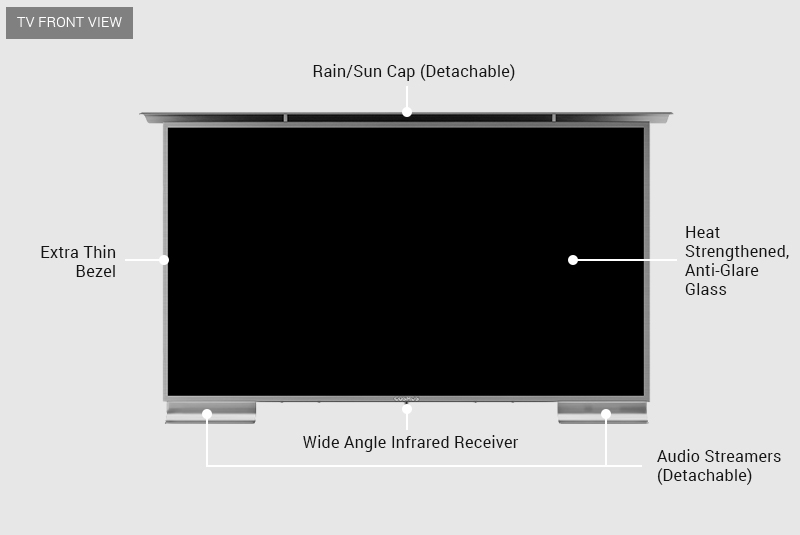 TV FRONT VIEW
Rain/Sun Cap (Detachable)
Extra Thin
Bezel
Heat
Strengthened,
Anti-Glare
Glass
Wide Angle Infrared Receiver
Audio Streamers
(Detachable)